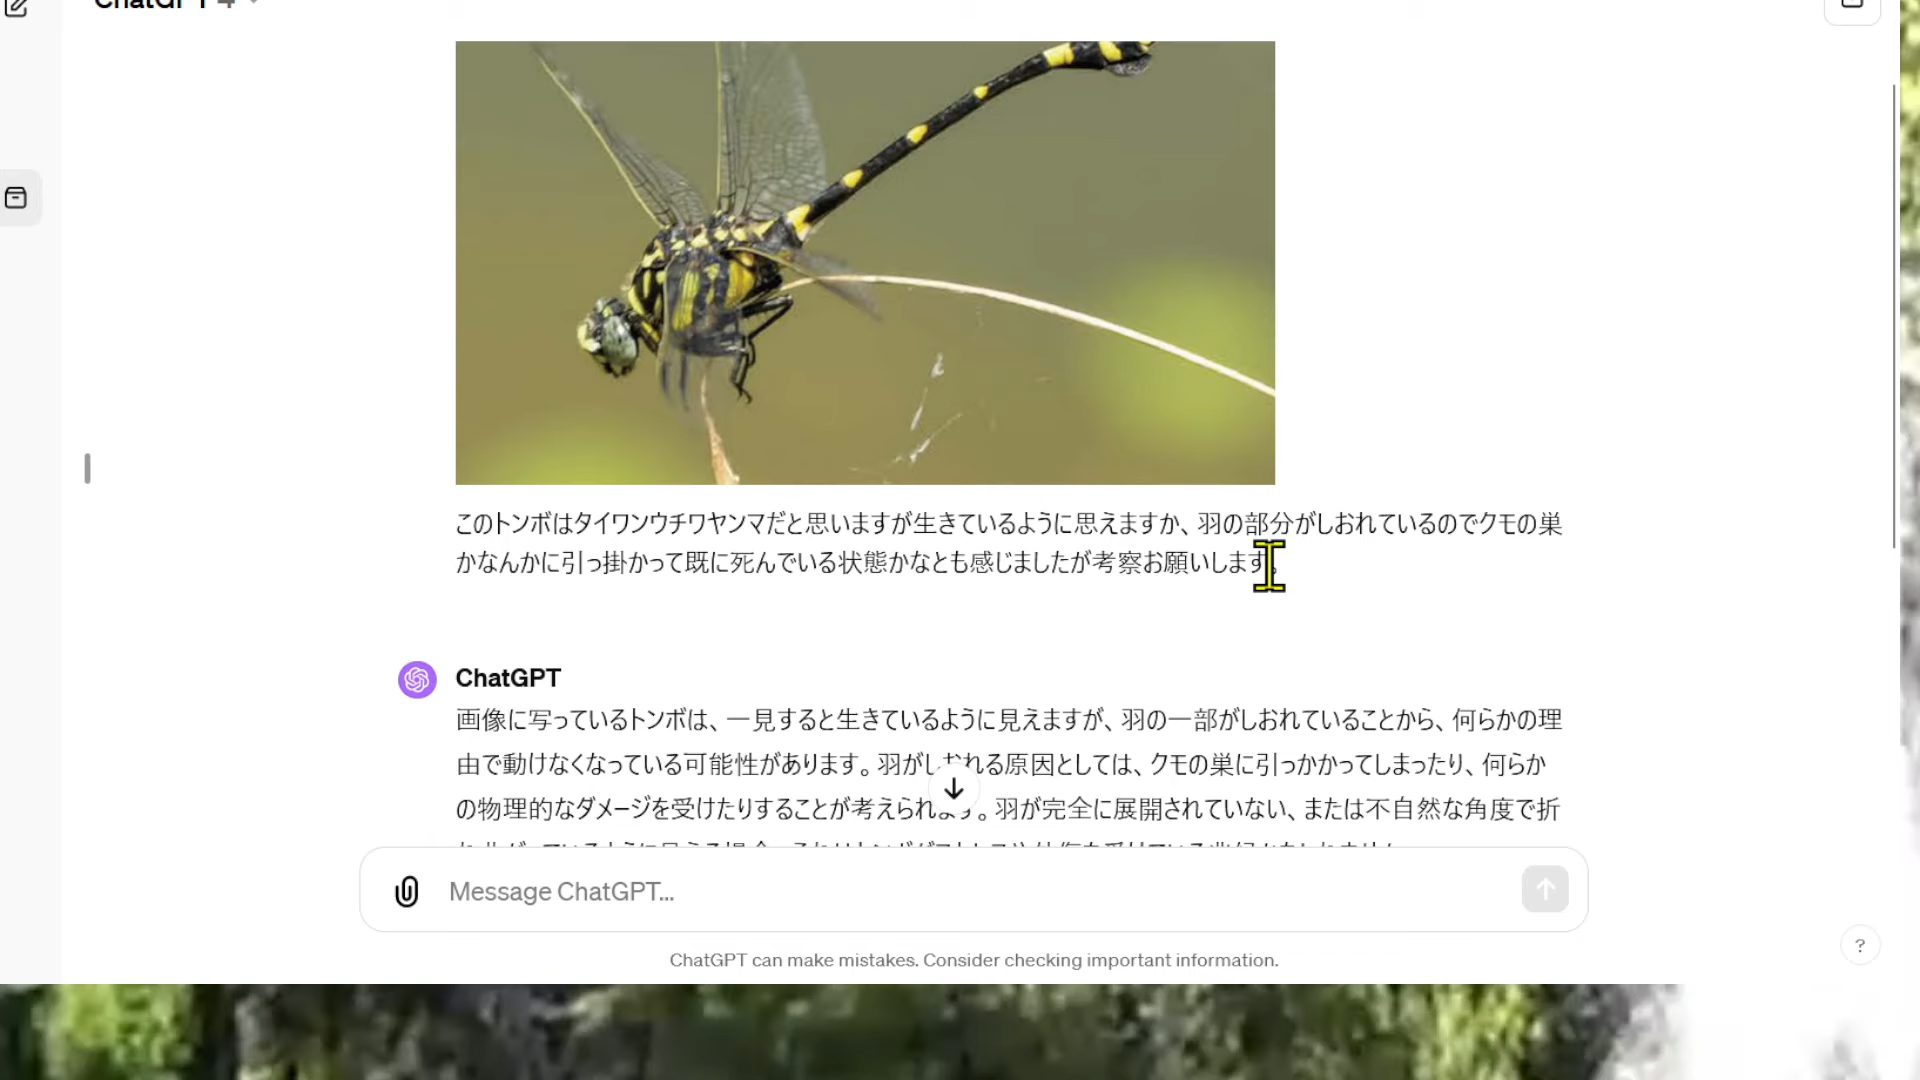 ChatGPT 4
このトンボはタイワンウチワヤンマだと思いますが生きているように思えますか、羽の部分がしおれているのでクモの巣
かなんかに引っ掛かって既に死んでいる状態かなとも感じましたが考察お願いします。
ChatGPT
画像に写っているトンボは、一見すると生きているように見えますが、羽の一部がしおれていることから、何らかの理
由で動けなくなっている可能性があります。羽がしおれる原因としては、クモの巣に引っかかってしまったり、何らか
の物理的なダメージを受けたりすることが考えられます。羽が完全に展開されていない、または不自然な角度で折
Message ChatGPT...
ChatGPT can make mistakes. Consider checking important information.
?